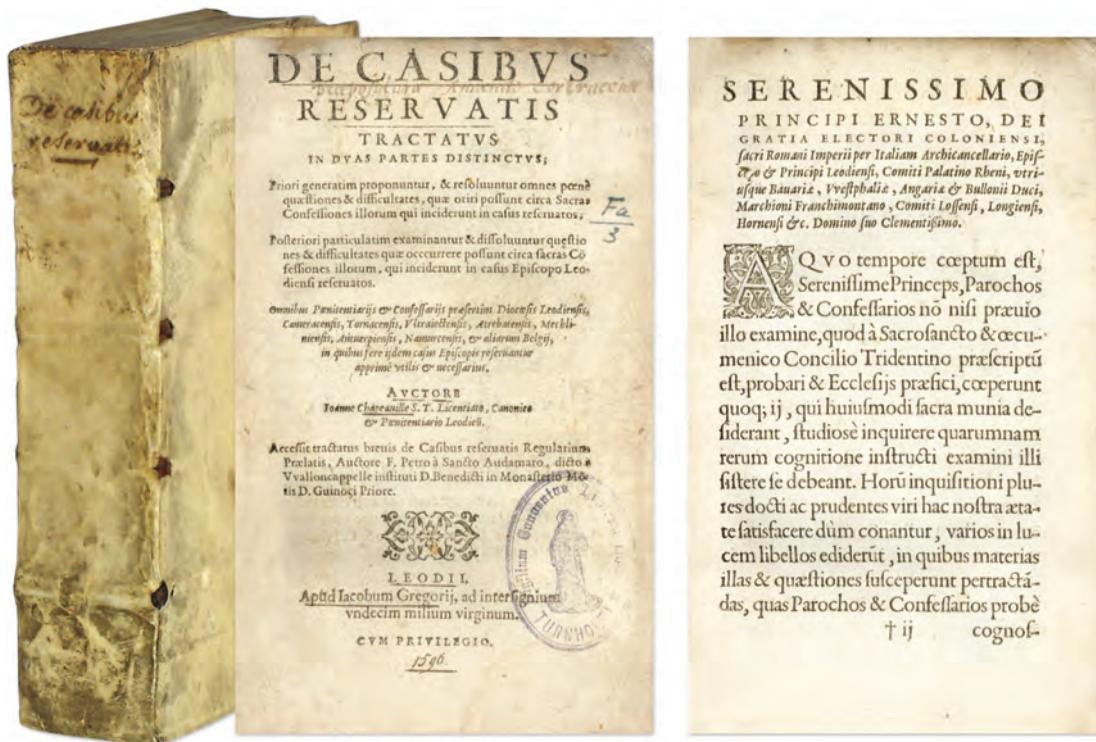 De casibus
reservatis
DE CASIBVS
RESERVATIS
TRACTATVS
IN DVAS PARTES DISTINCTVS;
Priori generatim proponuntur, & resoluuntur omnes pœnè
quæstiones & difficultates, quæ oriri possunt circa Sacras
Confessiones illorum qui inciderunt in casus reseruatos,
Fa
3
Posteriori particulatim examinantur & dissoluuntur questio
nes & difficultates quæ occcurrere possunt circa sacras Cō
fessiones illorum, qui inciderunt in casus Episcopo Leo-
diensi reseruatos.
Omnibus Pœnitentiarijs & Confessarijs præsertim Diocesis Leodiensis,
Cameracensis, Tornacensis, Vltraiectensis, Atrebatensis, Mechli-
niensis, Antuerpiensis, Namurcensis, & aliarum Belgij,
in quibus fere ijdem casus Episcopis reseruantur
apprimè vtilis & necessarius.
AVCTORE
Ioanne Chapeauille S. T. Licentiato, Canonico
& Pœnitentiario Leodien.
Accessit tractatus breuis de Casibus reseruatis Regularium
Prælatis, Auctore F. Petro à Sancto Audamaro, dicto à
Vvalloncappelle instituti D. Benedicti in Monasterio Mō-
tis D. Guinoci Priore.
LEODII,
Apud Iacobum Gregorij, ad intersignium
vndecim milium virginum.
CVM PRIVILEGIO.
1596
Sigillum Conventus
TURNHO
SERENISSIMO
PRINCIPI ERNESTO, DEI
GRATIA ELECTORI COLONIENSI,
sacri Romani Imperii per Italiam Archicancellario, Epis-
copo & Principi Leodiensi, Comiti Palatino Rheni, vtri-
usque Bauariæ, Vvestphaliæ, Angariæ & Bullonii Duci,
Marchioni Franchimontano, Comiti Lossensi, Longiensi,
Hornensi &c. Domino suo Clementissimo.
A QVO tempore cœptum est,
Serenissime Princeps, Parochos
& Confessarios nō nisi præuio
illo examine, quod à Sacrosancto & œcu-
menico Concilio Tridentino præscriptū
est, probari & Ecclesijs præfici, cœperunt
quoq; ij, qui huiusmodi sacra munia de-
siderant, studiosè inquirere quarumnam
rerum cognitione instructi examini illi
sistere se debeant. Horū inquisitioni plu-
res docti ac prudentes viri hac nostra æta-
te satisfacere dùm conantur, varios in lu-
cem libellos ediderūt, in quibus materias
illas & quæstiones susceperunt pertractā-
das, quas Parochos & Confessarios probè
† ij cognos-